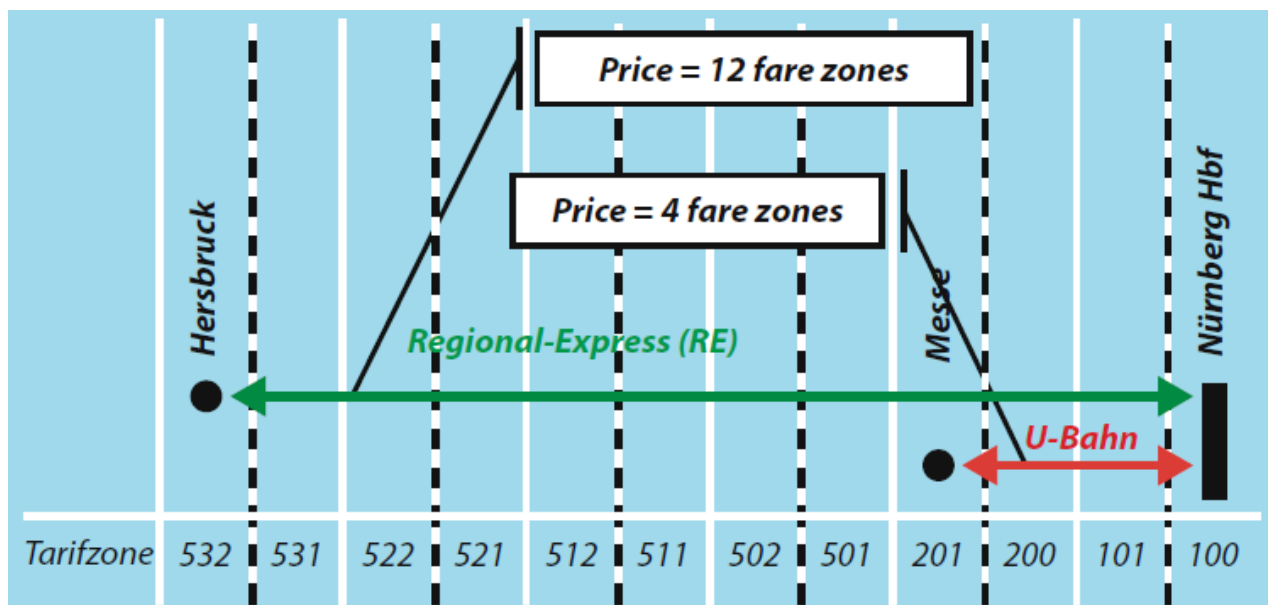 Price = 12 fare zones
Price = 4 fare zones
Hersbruck
Messe
Nürnberg Hbf
Regional-Express (RE)
U-Bahn
Tarifzone 532 531 522 521 512 511 502 501 201 200 101 100